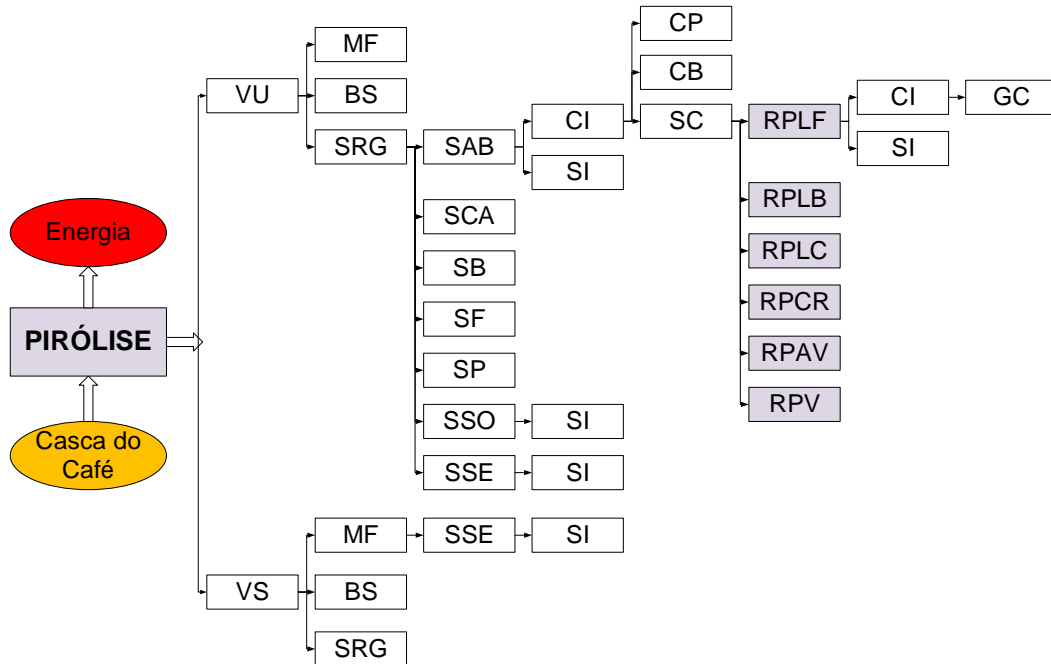 CP
MF
CB
VU
BS
CI
GC
CI
SC
RPLF
SRG
SAB
SI
SI
RPLB
SCA
Energia
RPLC
SB
RPCR
SF
PIRÓLISE
RPAV
SP
RPV
SSO
SI
Casca do
Café
SSE
SI
MF
SSE
SI
VS
BS
SRG